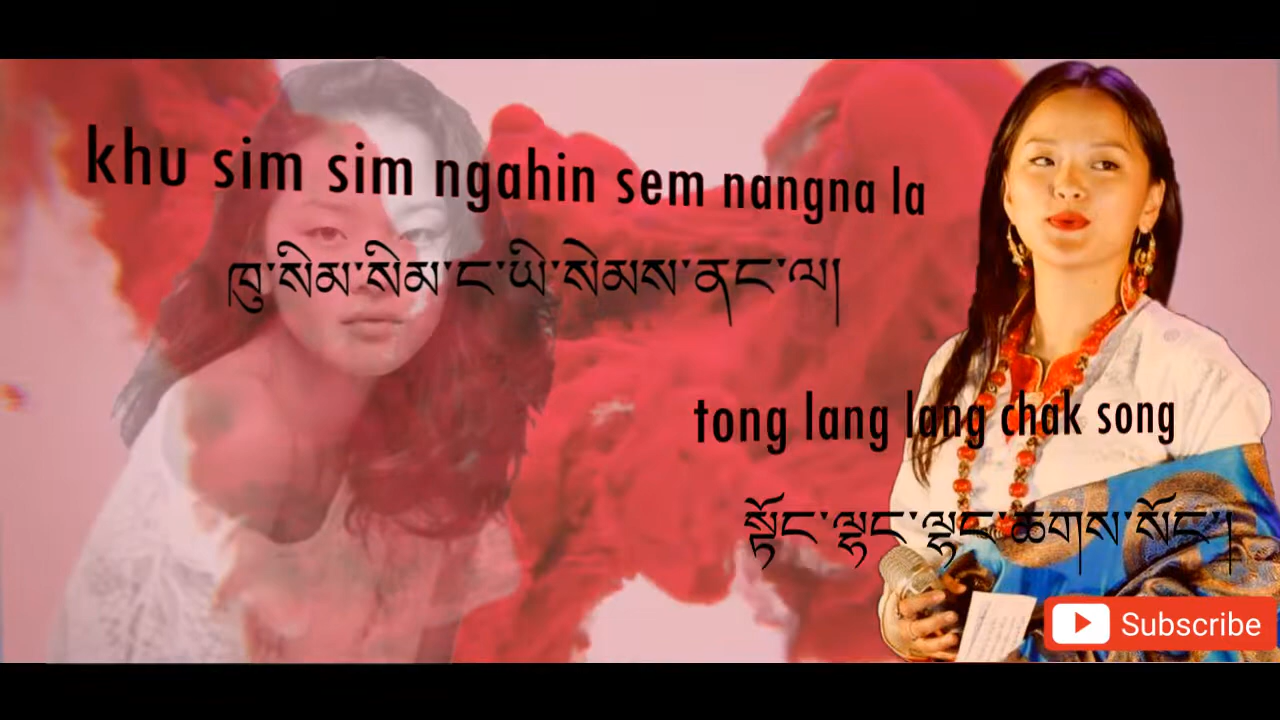 khu sim sim ngahin sem nangna la
ཁུ་སིམ་སིམ་ང་ཡི་སེམས་ནང་ལ།
tong lang lang chak song
སྟོང་ལྷང་ལྷང་ཆགས་སོང་།
Subscribe